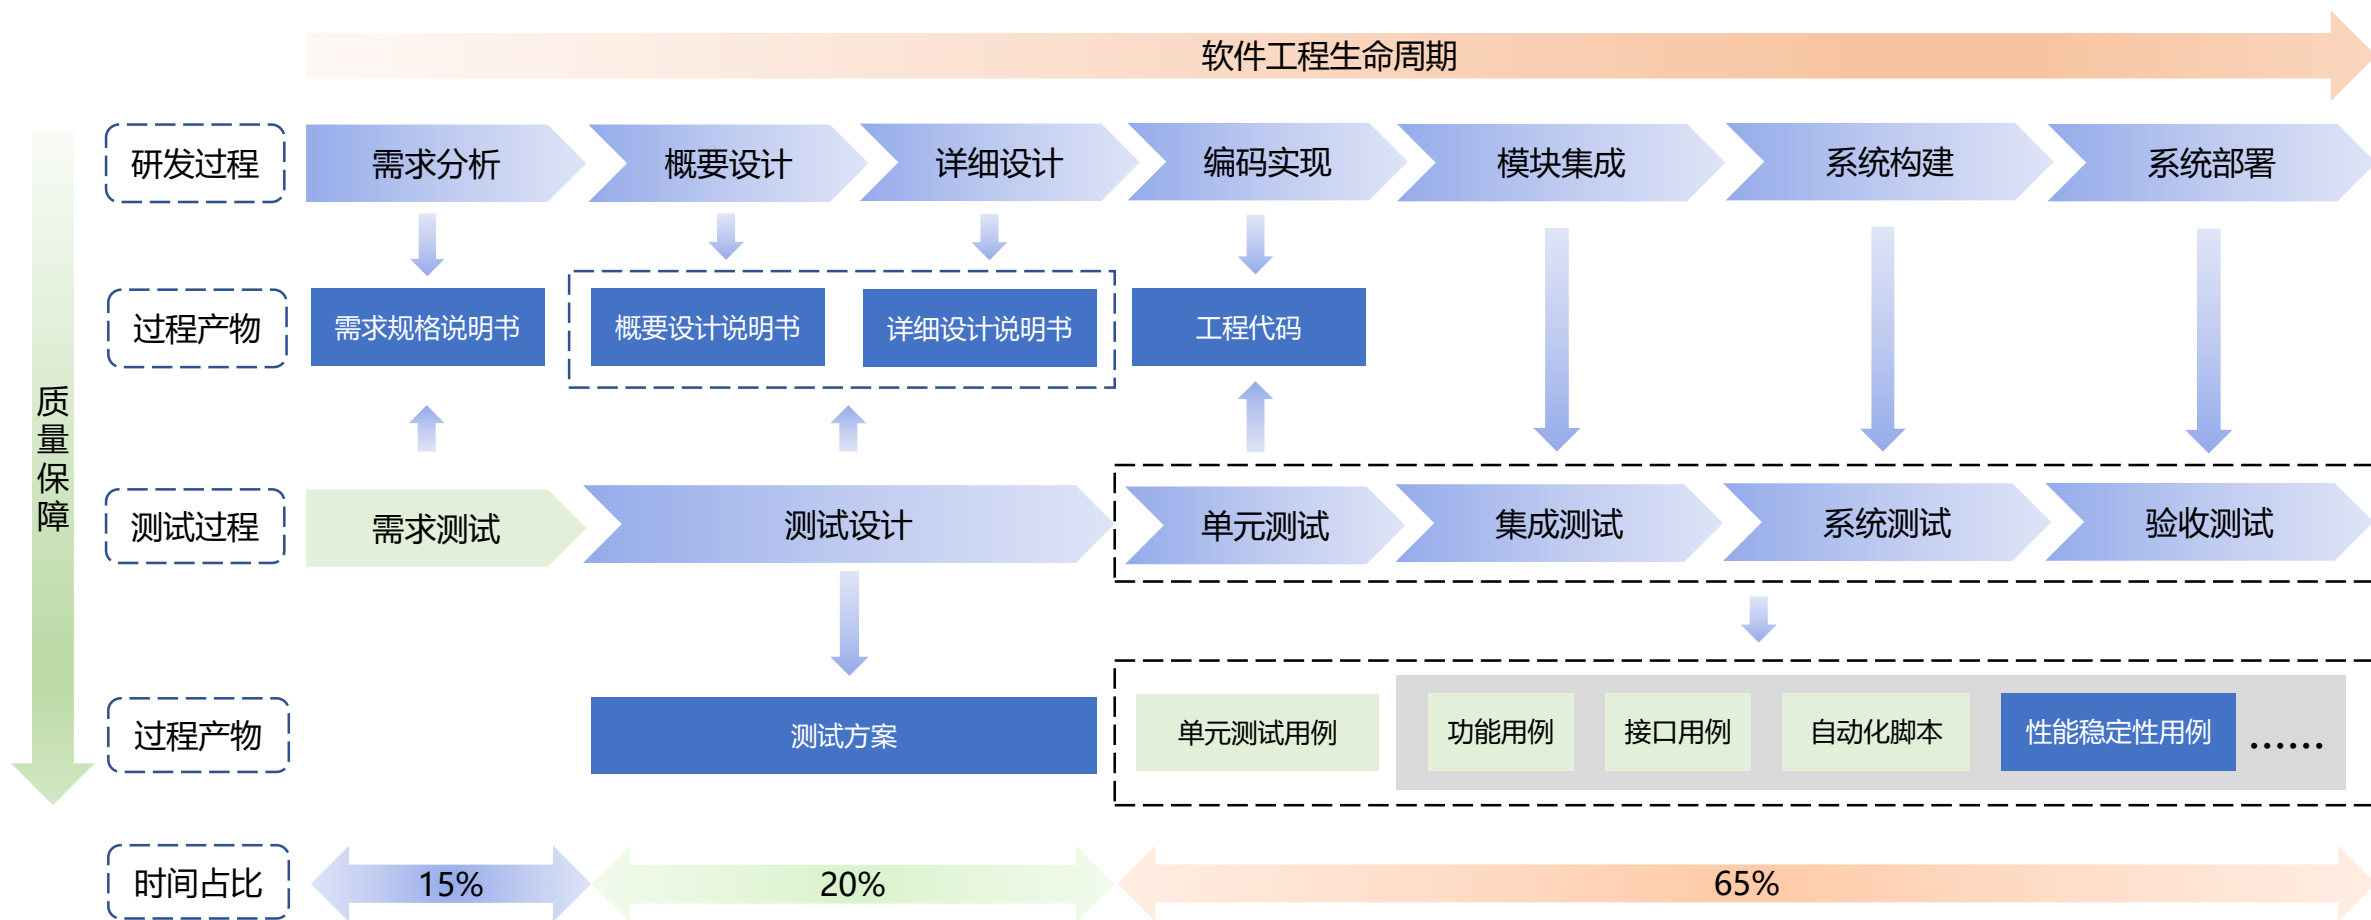 软件工程生命周期
研发过程
需求分析
概要设计
详细设计
编码实现
模块集成
系统构建
系统部署
过程产物
需求规格说明书
概要设计说明书
详细设计说明书
工程代码
质量保障
测试过程
需求测试
测试设计
单元测试
集成测试
系统测试
验收测试
过程产物
测试方案
单元测试用例
功能用例
接口用例
自动化脚本
性能稳定性用例
……
时间占比
15%
20%
65%